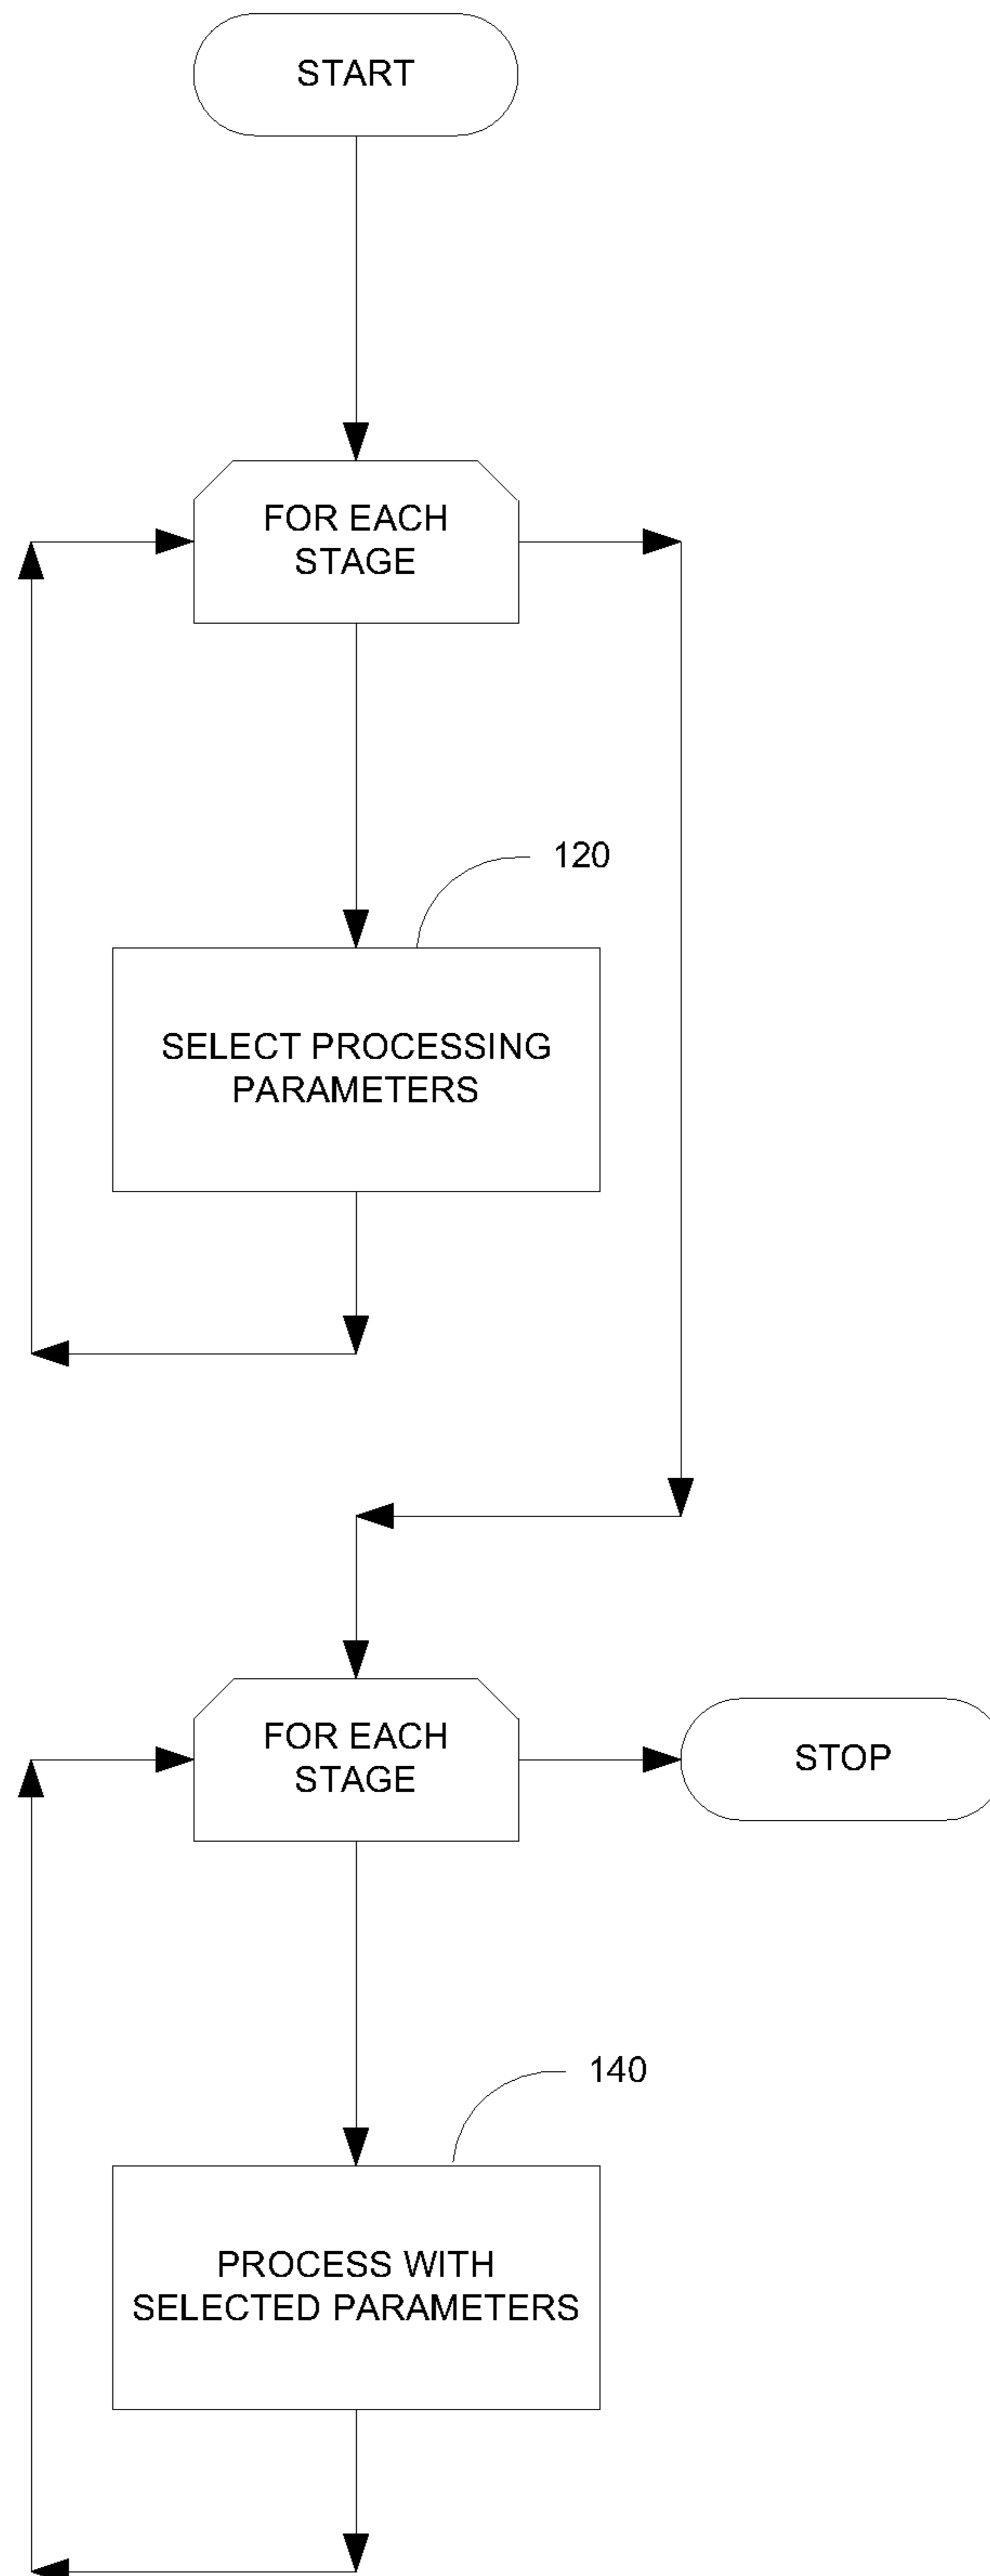 START
FOR EACH
STAGE
120
SELECT PROCESSING
PARAMETERS
FOR EACH
STAGE
STOP
140
PROCESS WITH
SELECTED PARAMETERS